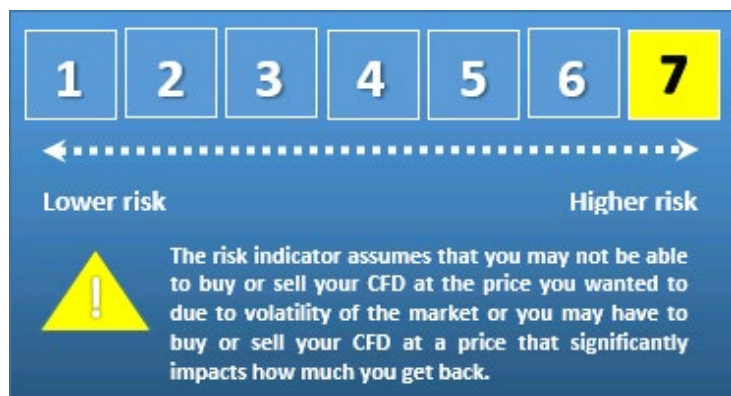 1 2 3 4 5 6 7
Lower risk Higher risk
!
The risk indicator assumes that you may not be able
to buy or sell your CFD at the price you wanted to
due to volatility of the market or you may have to
buy or sell your CFD at a price that significantly
impacts how much you get back.